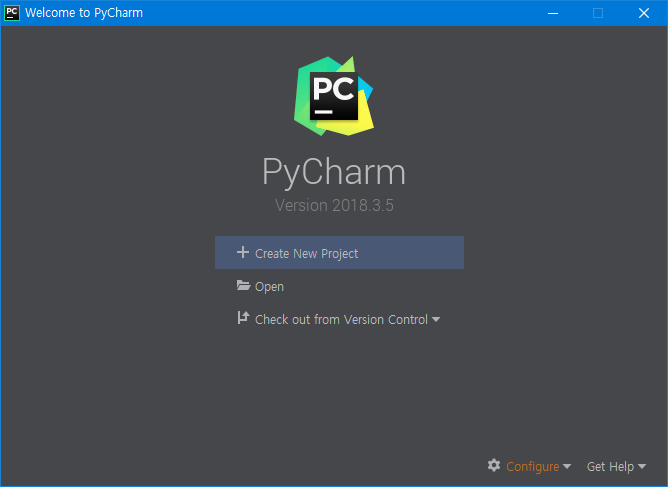 PC Welcome to PyCharm
PC
PyCharm
Version 2018.3.5
Create New Project
Open
Check out from Version Control
Configure Get Help